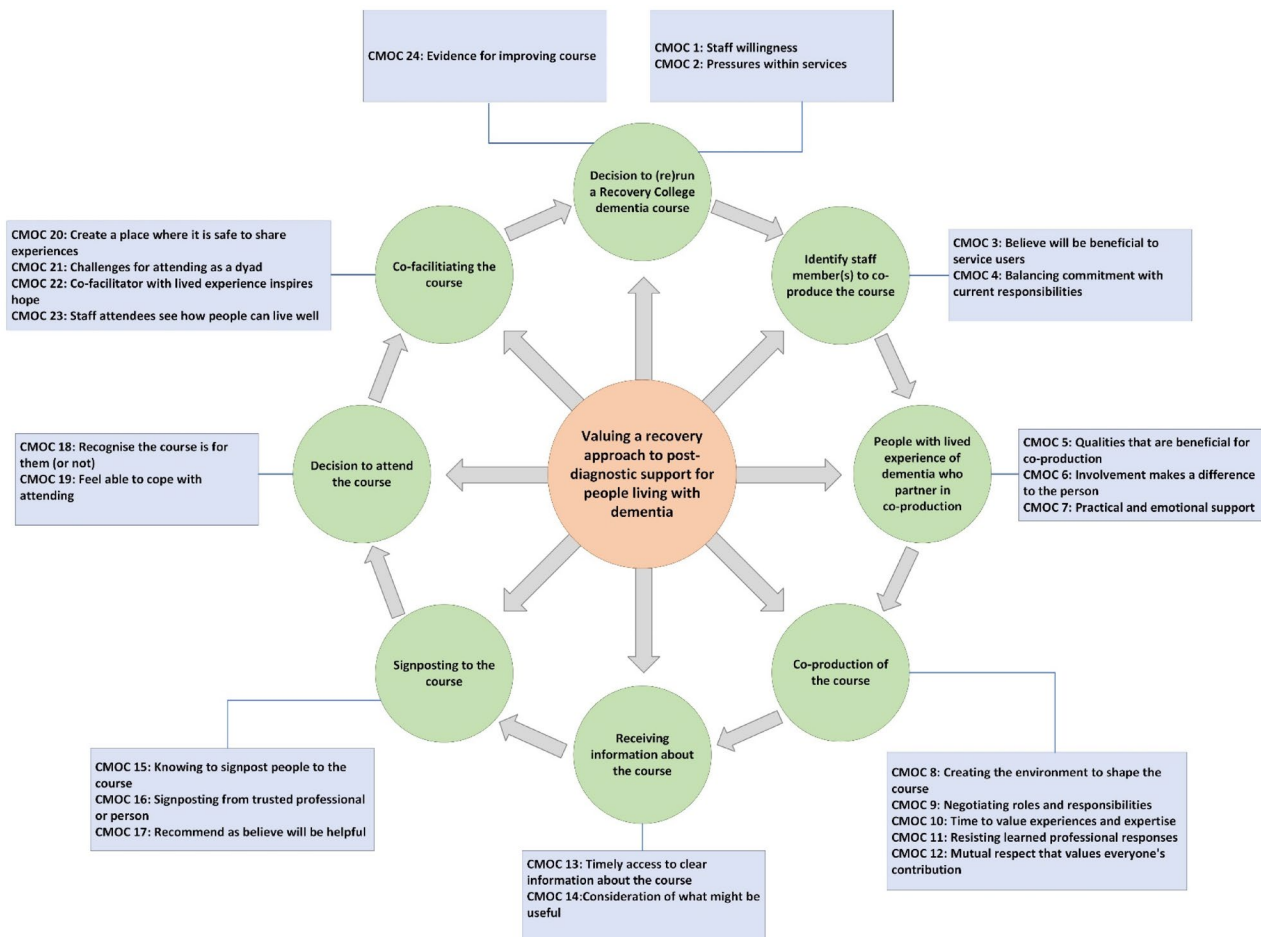 CMOC 24: Evidence for improving course
CMOC 1: Staff willingness
CMOC 2: Pressures within services
Decision to (re)run
a Recovery College
dementia course
Identify staff
member(s) to co-
produce the course
CMOC 3: Believe will be beneficial to
service users
CMOC 4: Balancing commitment with
current responsibilities
People with lived
experience of
dementia who
partner in
co-production
CMOC 5: Qualities that are beneficial for
co-production
CMOC 6: Involvement makes a difference
to the person
CMOC 7: Practical and emotional support
Co-production of
the course
CMOC 8: Creating the environment to shape the
course
CMOC 9: Negotiating roles and responsibilities
CMOC 10: Time to value experiences and expertise
CMOC 11: Resisting learned professional responses
CMOC 12: Mutual respect that values everyone's
contribution
Receiving
information about
the course
CMOC 13: Timely access to clear
information about the course
CMOC 14:Consideration of what might be
useful
Signposting to the
course
CMOC 15: Knowing to signpost people to the
course
CMOC 16: Signposting from trusted professional
or person
CMOC 17: Recommend as believe will be helpful
Decision to attend
the course
CMOC 18: Recognise the course is for
them (or not)
CMOC 19: Feel able to cope with
attending
Co-facilitiating the
course
CMOC 20: Create a place where it is safe to share
experiences
CMOC 21: Challenges for attending as a dyad
CMOC 22: Co-facilitator with lived experience inspires
hope
CMOC 23: Staff attendees see how people can live well
Valuing a recovery
approach to post-
diagnostic support for
people living with
dementia